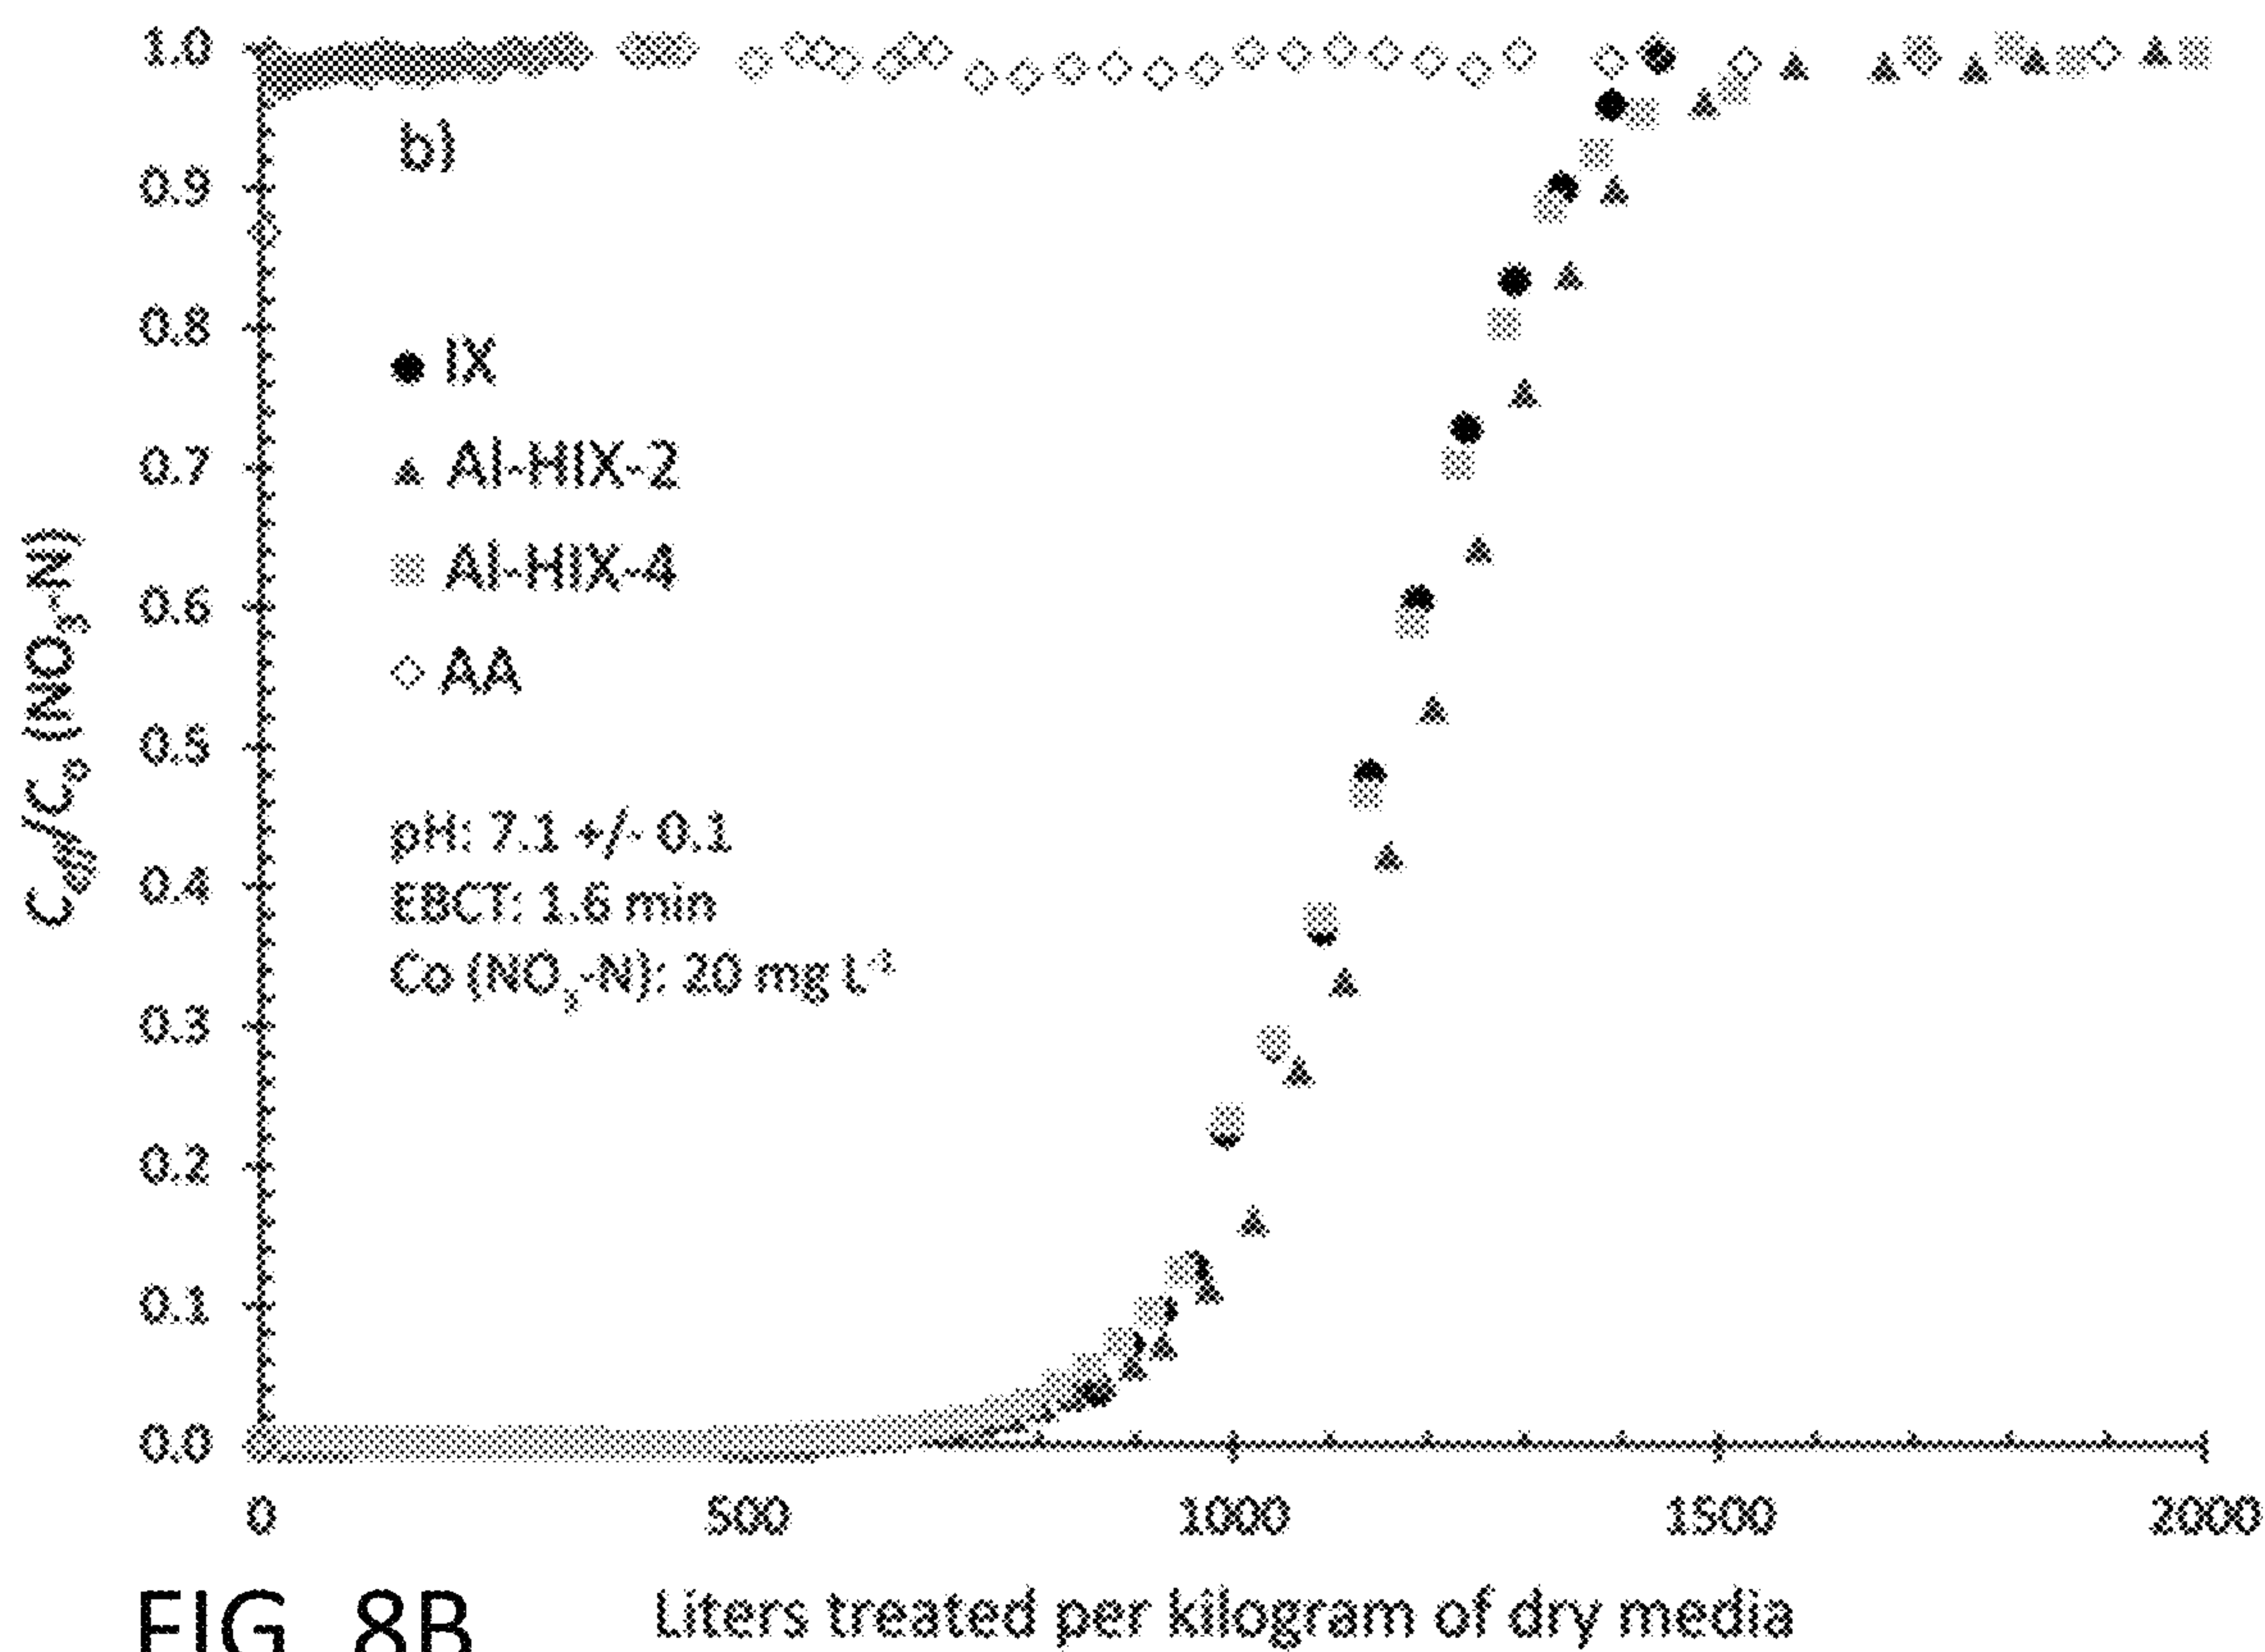 1.0
b)
0.9
0.8
IX
Al-HIX-2
0.7
Al-HIX-4
0.6
AA
0.5
pH: 7.1 +/- 0.1
0.4
EBCT: 1.6 min
Co (NO3-N): 20 mg L-1
0.3
0.2
0.1
0.0
Ceff/Co (NO3-N)
0 500 1000 1500 2000
Liters treated per kilogram of dry media
FIG. 8B